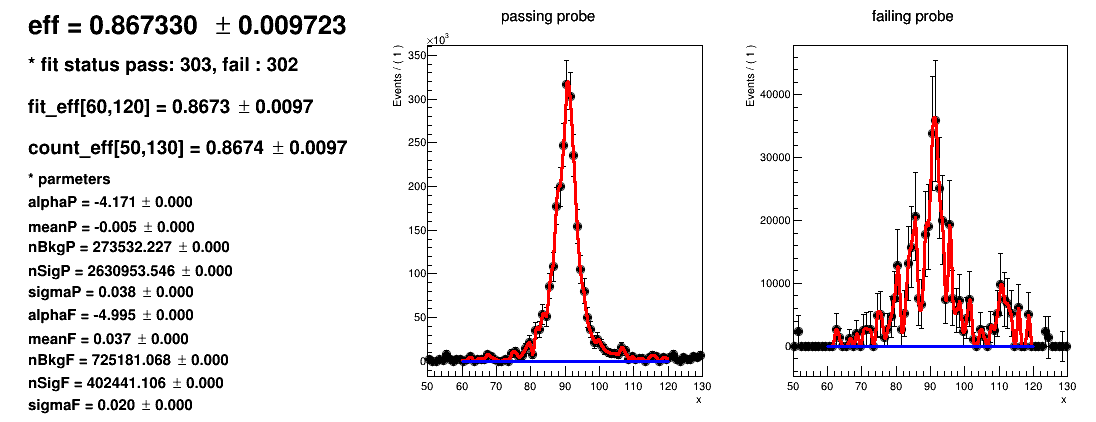 eff = 0.867330 ± 0.009723
* fit status pass: 303, fail : 302
fit_eff[60,120] = 0.8673 ± 0.0097
count_eff[50,130] = 0.8674 ± 0.0097
* parmeters
alphaP = -4.171 ± 0.000
meanP = -0.005 ± 0.000
nBkgP = 273532.227 ± 0.000
nSigP = 2630953.546 ± 0.000
sigmaP = 0.038 ± 0.000
alphaF = -4.995 ± 0.000
meanF = 0.037 ± 0.000
nBkgF = 725181.068 ± 0.000
nSigF = 402441.106 ± 0.000
sigmaF = 0.020 ± 0.000
passing probe
×10³
Events / ( 1 )
350
300
250
200
150
100
50
0
50 60 70 80 90 100 110 120 130
x
failing probe
Events / ( 1 )
40000
30000
20000
10000
0
50 60 70 80 90 100 110 120 130
x